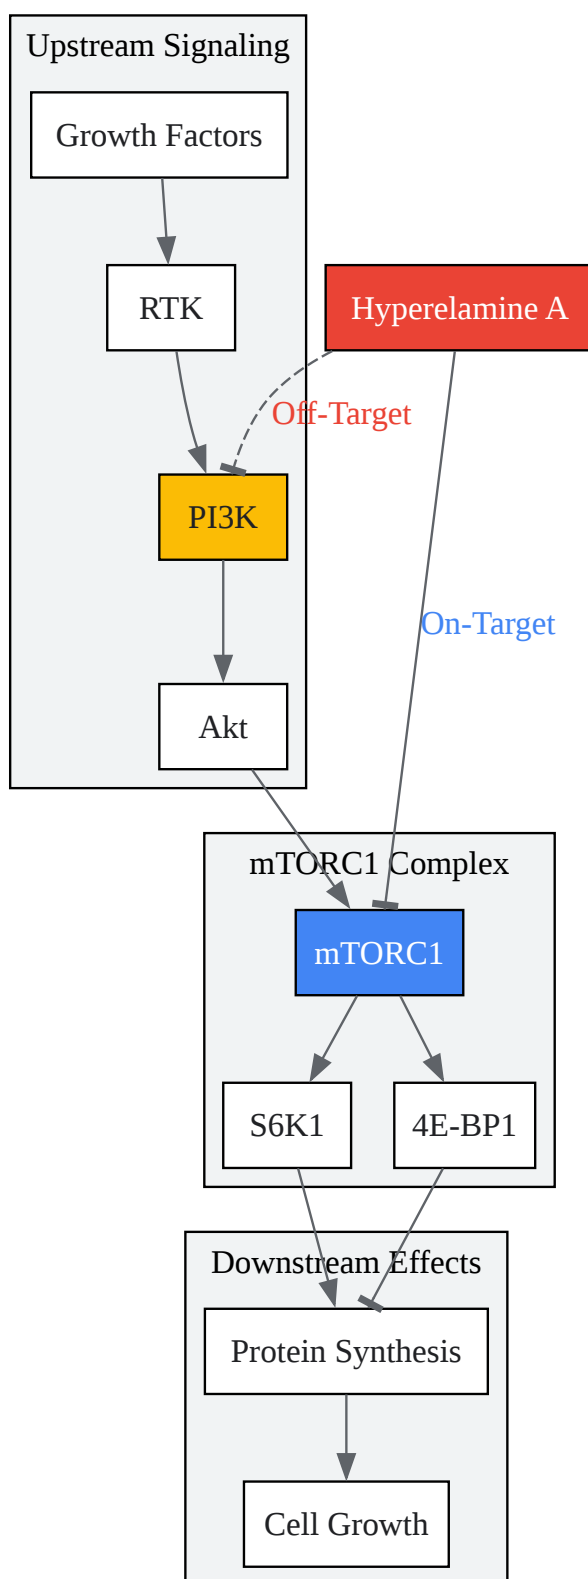 Upstream Signaling
Growth Factors
RTK
Hyperelamine A
Off-Target
PI3K
On-Target
Akt
mTORC1 Complex
mTORC1
S6K1
4E-BP1
Downstream Effects
Protein Synthesis
Cell Growth